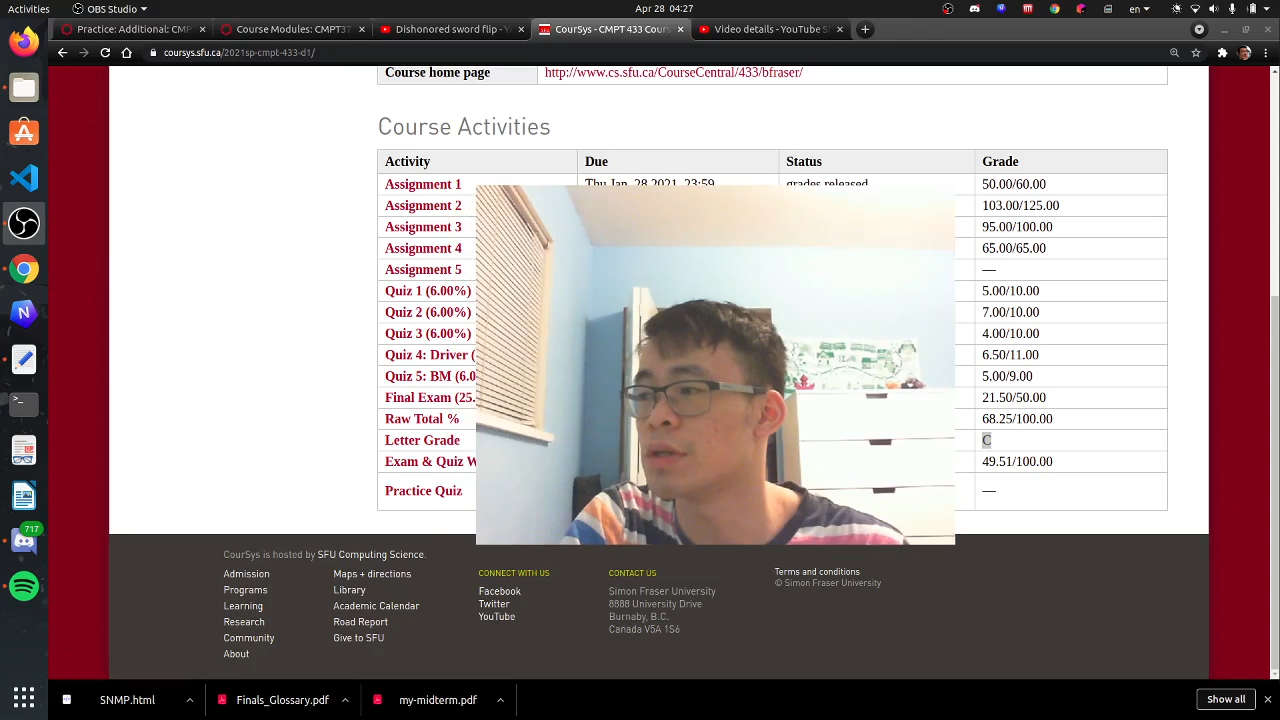 Activities OBS Studio Apr 28 04:27 en
Practice: Additional: CMP Course Modules: CMPT37 Dishonored sword flip - Yo CourSys - CMPT 433 Cours Video details - YouTube S
coursys.sfu.ca/2021sp-cmpt-433-d1/
Course home page http://www.cs.sfu.ca/CourseCentral/433/bfraser/
Course Activities
Activity Due Status Grade
Assignment 1 Thu Jan. 28 2021, 23:59 grades released 50.00/60.00
Assignment 2 103.00/125.00
Assignment 3 95.00/100.00
Assignment 4 65.00/65.00
Assignment 5 —
Quiz 1 (6.00%) 5.00/10.00
Quiz 2 (6.00%) 7.00/10.00
Quiz 3 (6.00%) 4.00/10.00
Quiz 4: Driver ( 6.50/11.00
Quiz 5: BM (6.0 5.00/9.00
Final Exam (25. 21.50/50.00
Raw Total % 68.25/100.00
Letter Grade C
Exam & Quiz W 49.51/100.00
Practice Quiz —
717
CourSys is hosted by SFU Computing Science.
Admission Maps + directions CONNECT WITH US CONTACT US Terms and conditions
Programs Library Facebook Simon Fraser University © Simon Fraser University
Learning Academic Calendar Twitter 8888 University Drive
Research Road Report YouTube Burnaby, B.C.
Community Give to SFU Canada V5A 1S6
About
SNMP.html Finals_Glossary.pdf my-midterm.pdf Show all